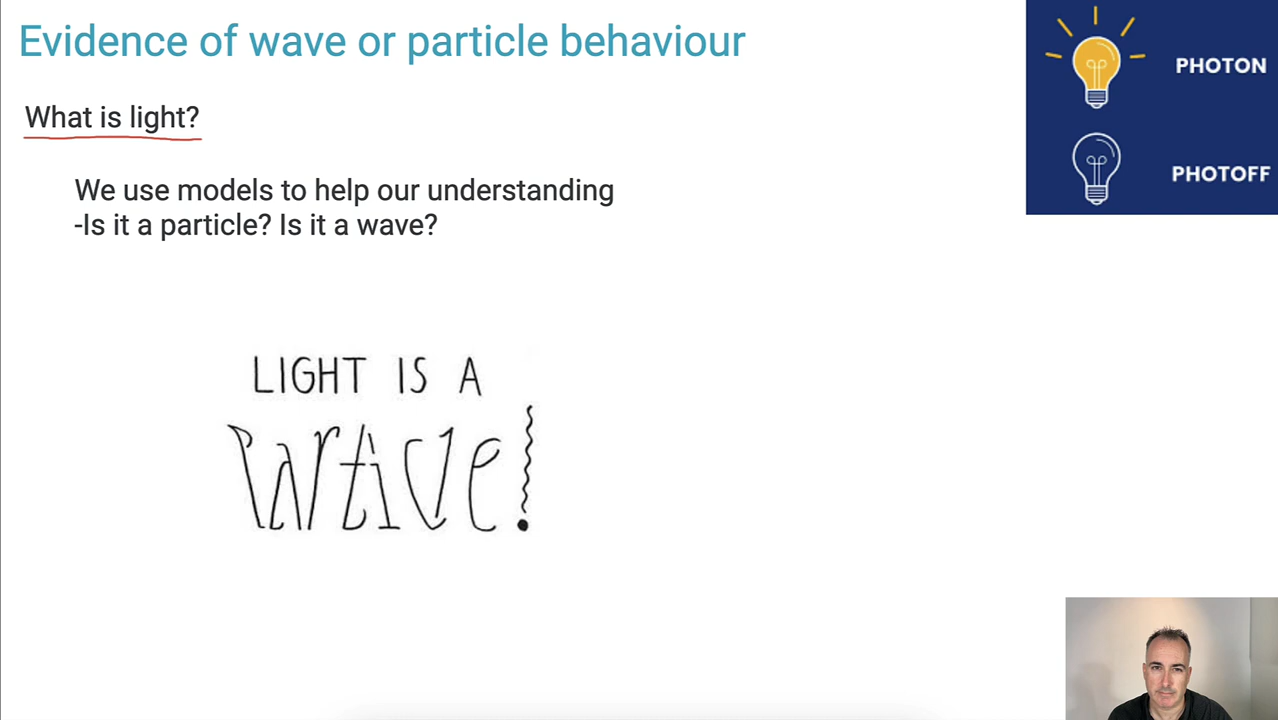 Evidence of wave or particle behaviour
PHOTON
What is light?
PHOTOFF
We use models to help our understanding
-Is it a particle? Is it a wave?
LIGHT IS A
Particle!